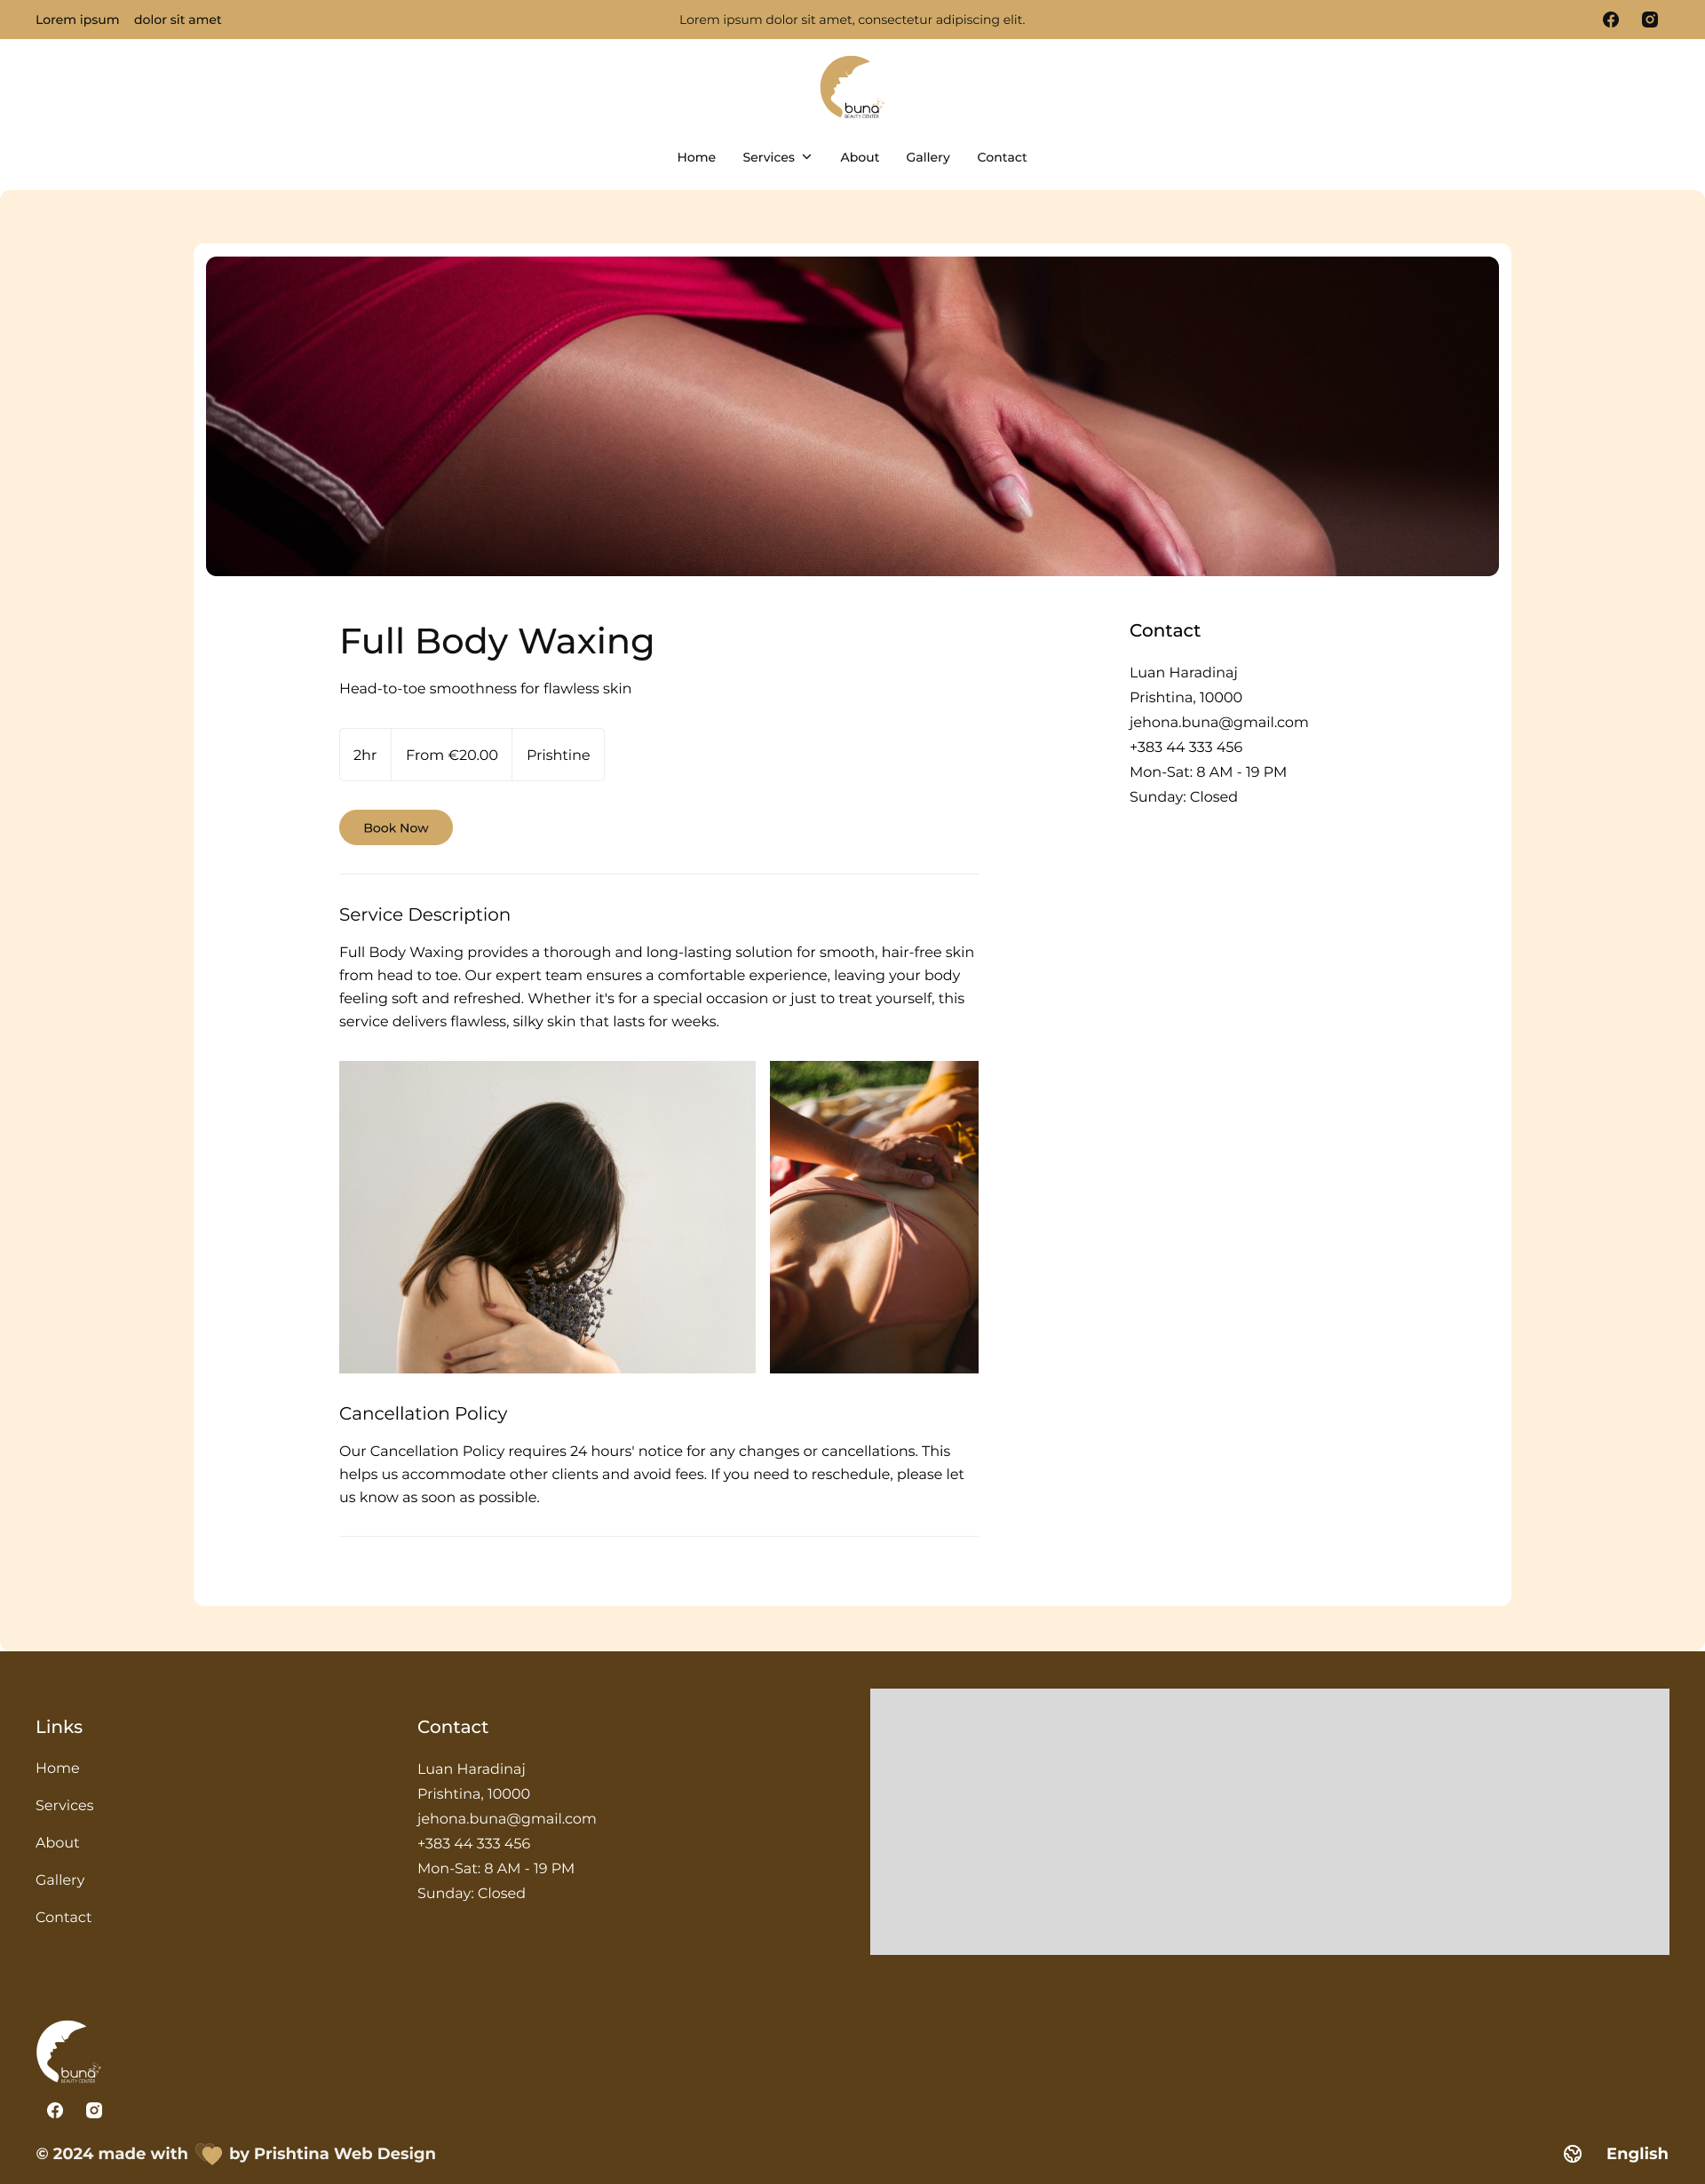 Lorem ipsum dolor sit amet
Lorem ipsum dolor sit amet, consectetur adipiscing elit.
buna
BEAUTY CENTER
Home Services About Gallery Contact
Full Body Waxing
Head-to-toe smoothness for flawless skin
2hr From €20.00 Prishtine
Book Now
Contact
Luan Haradinaj
Prishtina, 10000
jehona.buna@gmail.com
+383 44 333 456
Mon-Sat: 8 AM - 19 PM
Sunday: Closed
Service Description
Full Body Waxing provides a thorough and long-lasting solution for smooth, hair-free skin
from head to toe. Our expert team ensures a comfortable experience, leaving your body
feeling soft and refreshed. Whether it's for a special occasion or just to treat yourself, this
service delivers flawless, silky skin that lasts for weeks.
Cancellation Policy
Our Cancellation Policy requires 24 hours' notice for any changes or cancellations. This
helps us accommodate other clients and avoid fees. If you need to reschedule, please let
us know as soon as possible.
Links
Home
Services
About
Gallery
Contact
Contact
Luan Haradinaj
Prishtina, 10000
jehona.buna@gmail.com
+383 44 333 456
Mon-Sat: 8 AM - 19 PM
Sunday: Closed
buna
BEAUTY CENTER
© 2024 made with by Prishtina Web Design
English